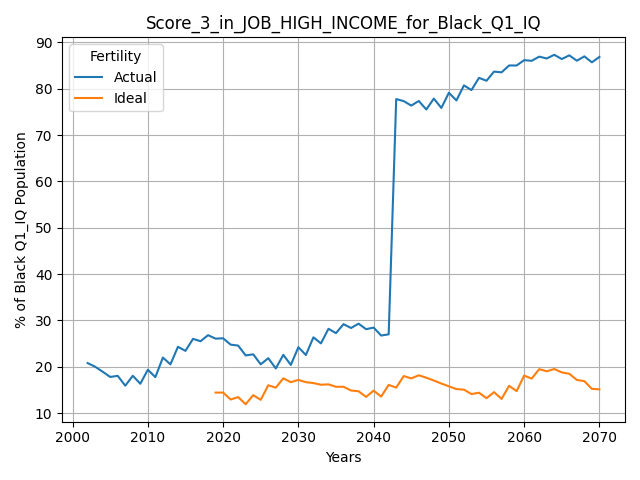 Score_3_in_JOB_HIGH_INCOME_for_Black_Q1_IQ
Fertility
Actual
Ideal
% of Black Q1_IQ Population
90
80
70
60
50
40
30
20
10
2000 2010 2020 2030 2040 2050 2060 2070
Years